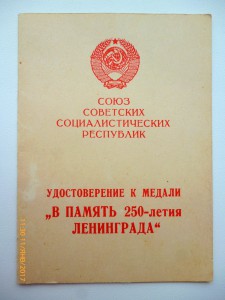 СОЮЗ
СОВЕТСКИХ
СОЦИАЛИСТИЧЕСКИХ
РЕСПУБЛИК
УДОСТОВЕРЕНИЕ К МЕДАЛИ
„В ПАМЯТЬ 250-летия
ЛЕНИНГРАДА“